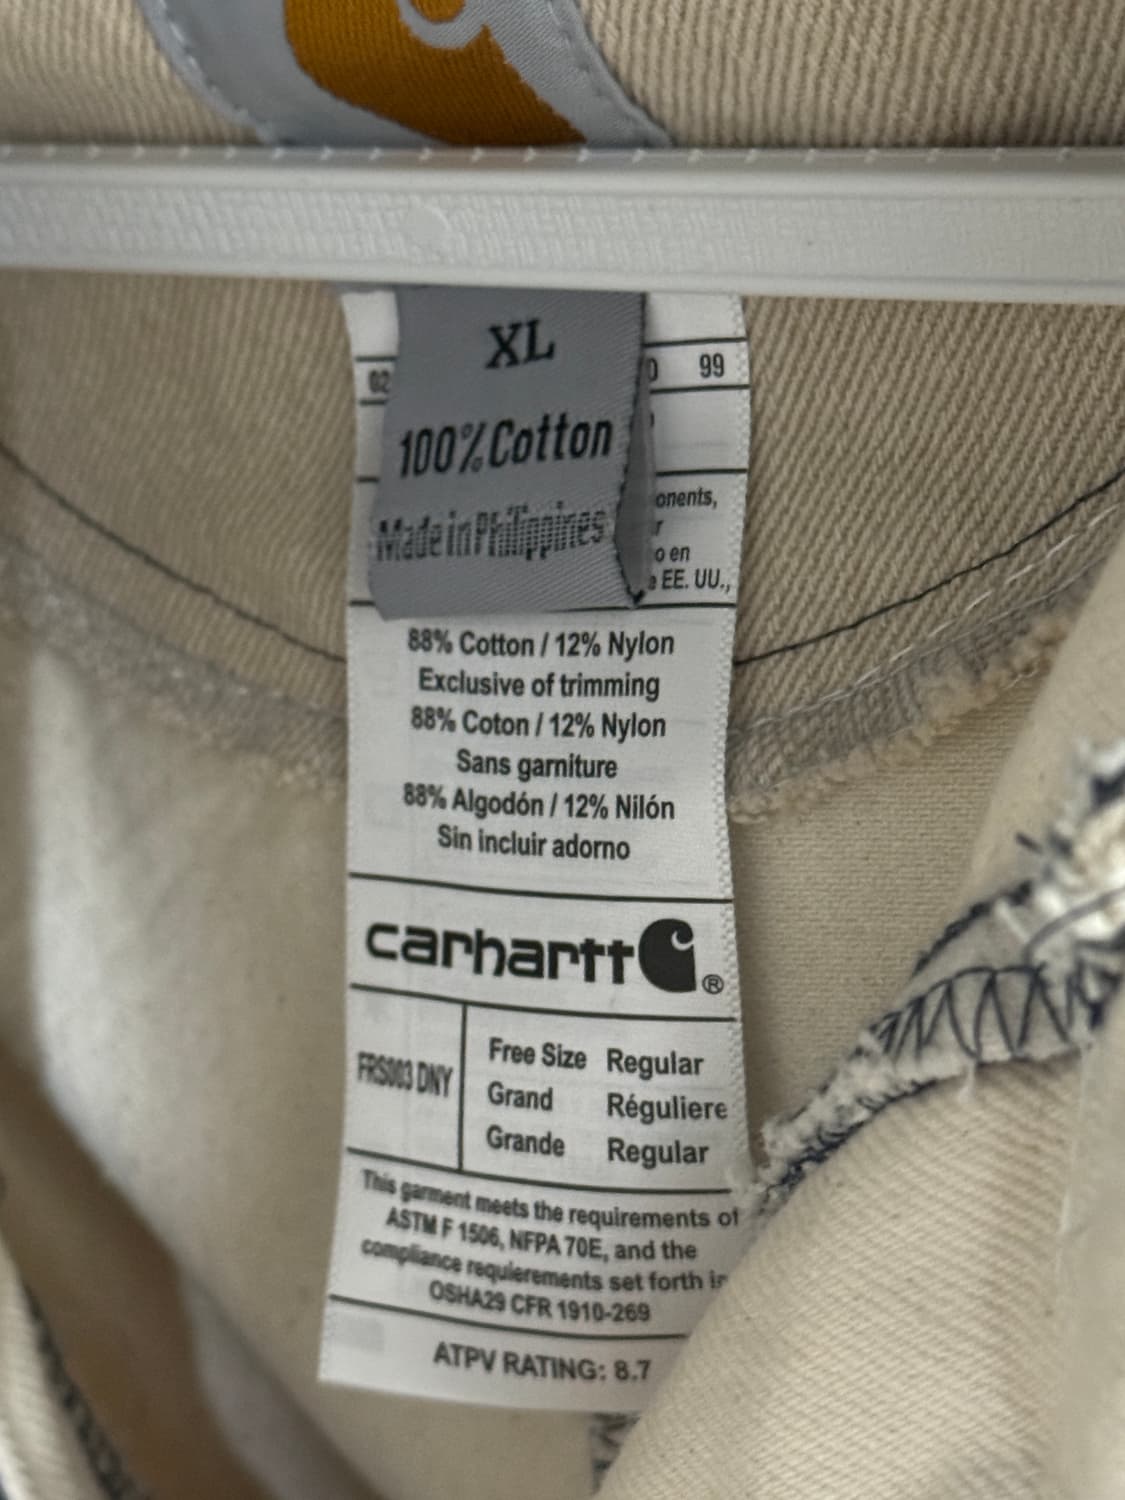 XL
100% Cotton
Made in Philippines
02
0 99
onents,
r
o en
e EE. UU.,
88% Cotton / 12% Nylon
Exclusive of trimming
88% Coton / 12% Nylon
Sans garniture
88% Algodón / 12% Nilón
Sin incluir adorno
carhartt ®
FRS003 DNY
Free Size Regular
Grand Réguliere
Grande Regular
This garment meets the requirements of
ASTM F 1506, NFPA 70E, and the
compliance requierements set forth in
OSHA29 CFR 1910-269
ATPV RATING: 8.7